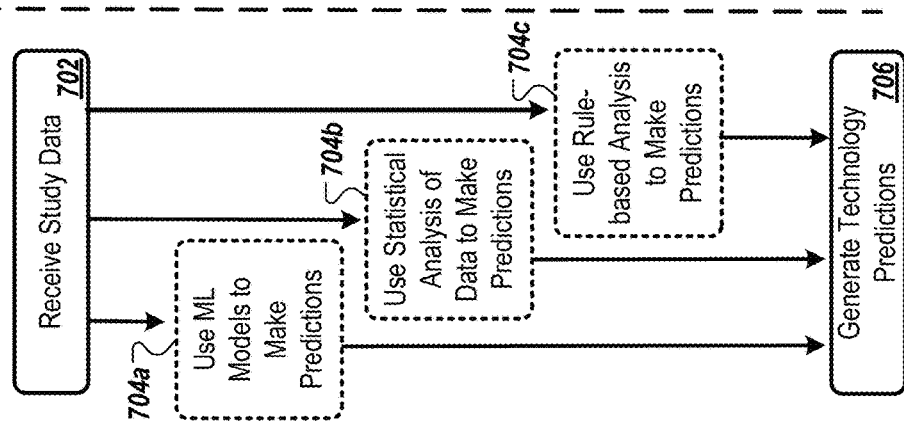 Receive Study Data
702
704a
Use ML
Models to
Make
Predictions
704b
Use Statistical
Analysis of
Data to Make
Predictions
704c
Use Rule-
based Analysis
to Make
Predictions
Generate Technology
Predictions
706